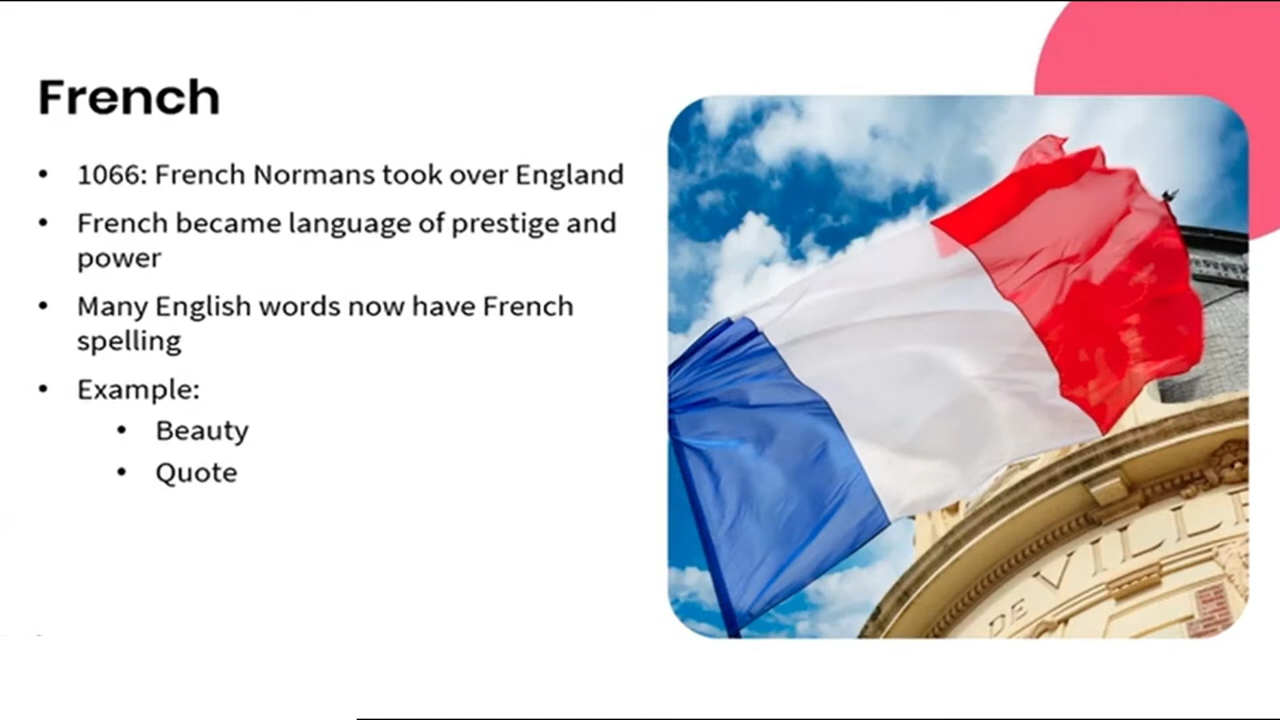 French
• 1066: French Normans took over England
• French became language of prestige and
power
• Many English words now have French
spelling
• Example:
• Beauty
• Quote
DE VILLE